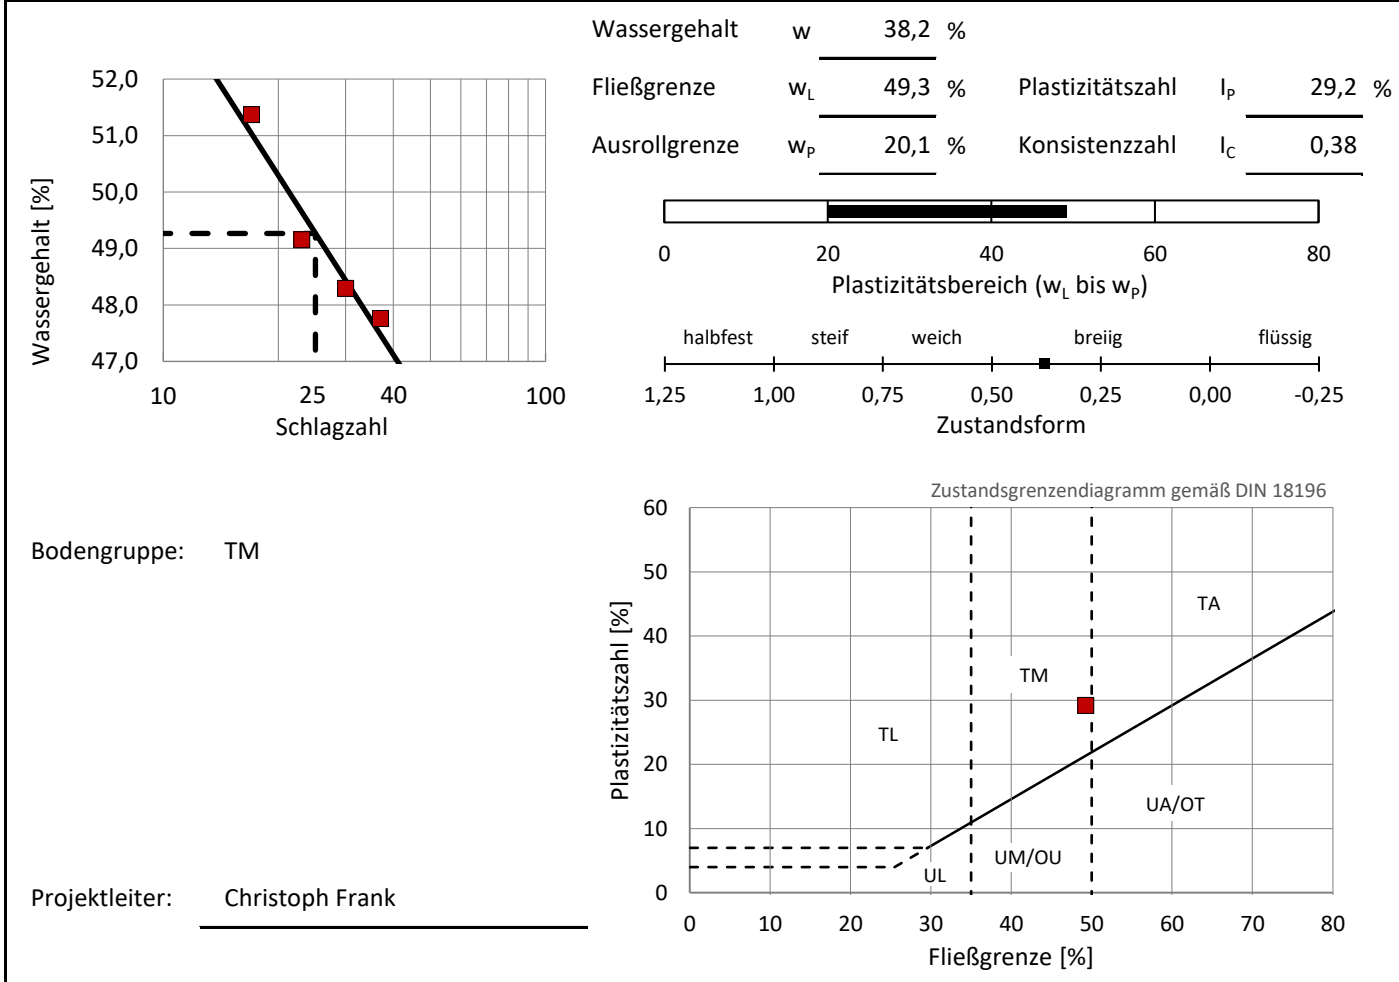 Wassergehalt w 38,2 %
Fließgrenze wL 49,3 % Plastizitätszahl IP 29,2 %
Ausrollgrenze wP 20,1 % Konsistenzzahl IC 0,38
52,0
51,0
50,0
49,0
48,0
47,0
Wassergehalt [%]
10 25 40 100
Schlagzahl
0 20 40 60 80
Plastizitätsbereich (wL bis wP)
halbfest steif weich breiig flüssig
1,25 1,00 0,75 0,50 0,25 0,00 -0,25
Zustandsform
Bodengruppe: TM
Zustandsgrenzendiagramm gemäß DIN 18196
60
50
40
30
20
10
0
Plastizitätszahl [%]
TA
TM
TL
UA/OT
UM/OU
UL
0 10 20 30 40 50 60 70 80
Fließgrenze [%]
Projektleiter: Christoph Frank